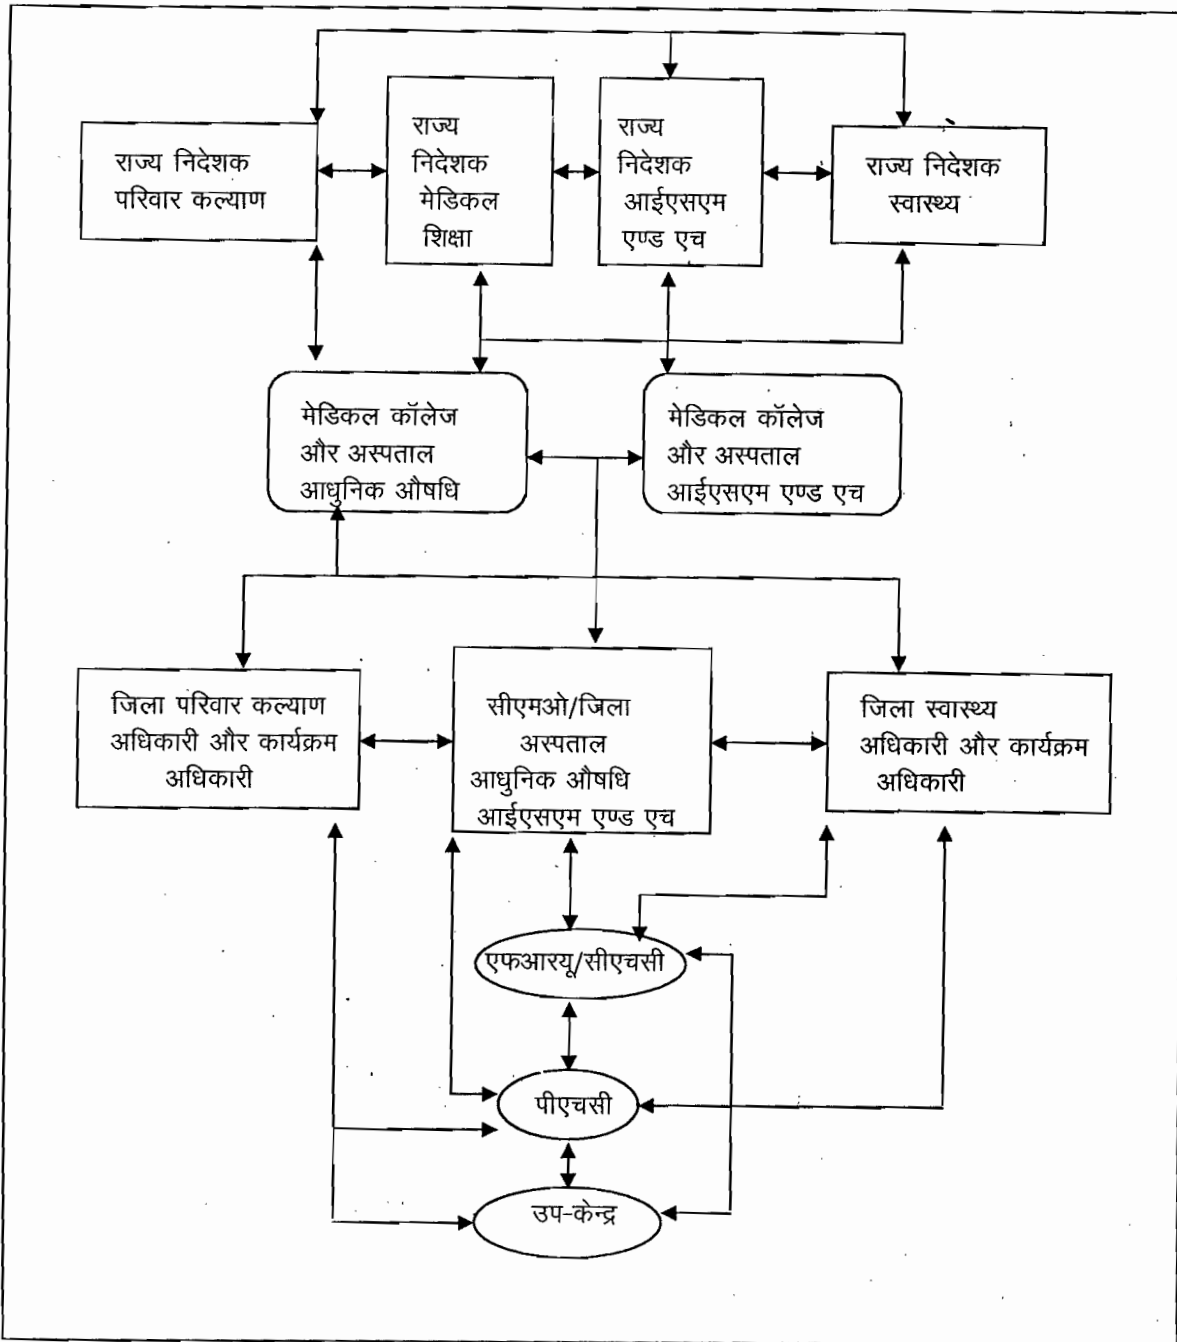 राज्य निदेशक
परिवार कल्याण
राज्य
निदेशक
मेडिकल
शिक्षा
राज्य
निदेशक
आईएसएम
एण्ड एच
राज्य निदेशक
स्वास्थ्य
मेडिकल कॉलेज
और अस्पताल
आधुनिक औषधि
मेडिकल कॉलेज
और अस्पताल
आईएसएम एण्ड एच
जिला परिवार कल्याण
अधिकारी और कार्यक्रम
अधिकारी
सीएमओ/जिला
अस्पताल
आधुनिक औषधि
आईएसएम एण्ड एच
जिला स्वास्थ्य
अधिकारी और कार्यक्रम
अधिकारी
एफआरयू/सीएचसी
पीएचसी
उप-केन्द्र